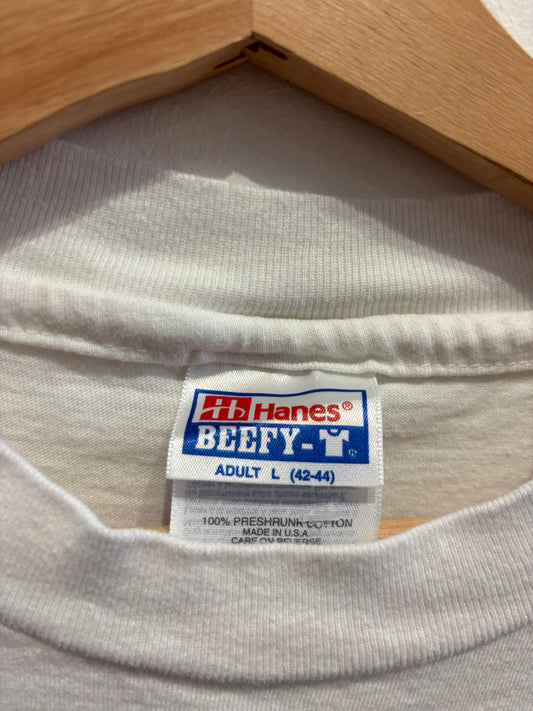 Hanes®
BEEFY-T®
ADULT L (42-44)
100% PRESHRUNK COTTON
MADE IN U.S.A
CARE ON REVERSE